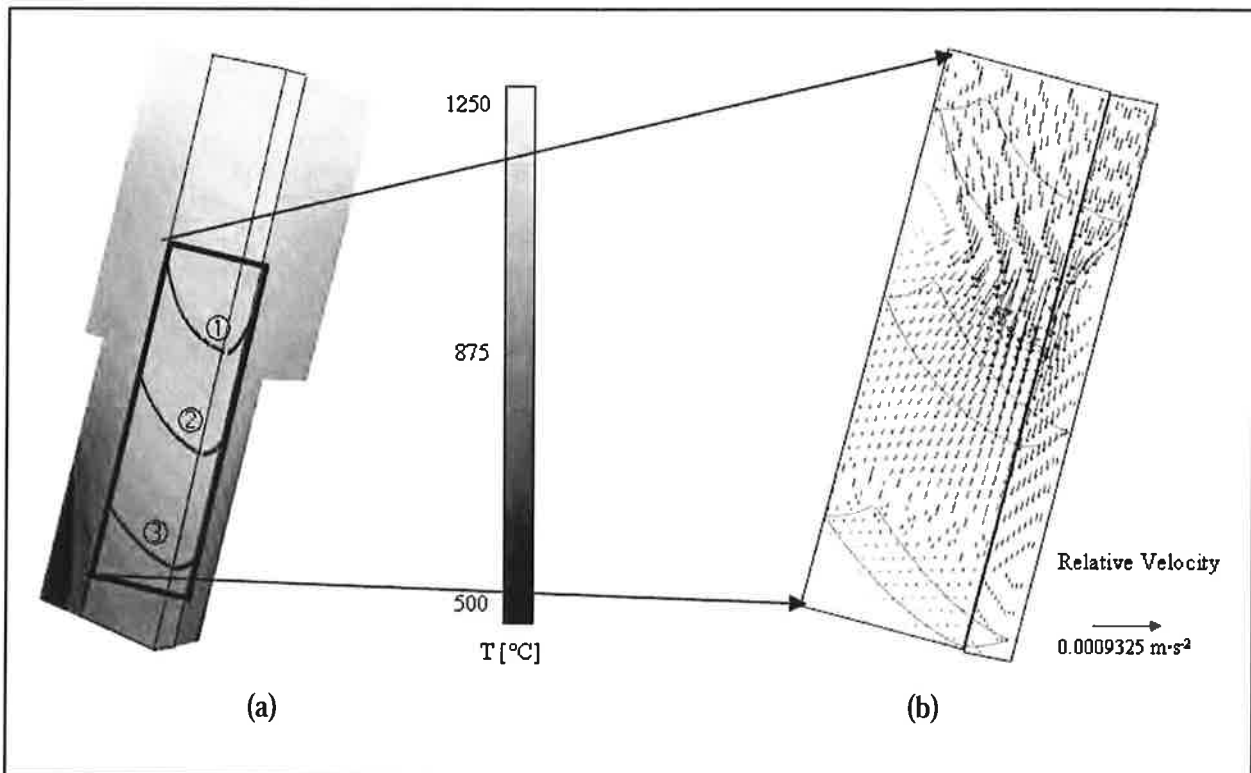 1250
875
500
T [°C]
①
②
③
(a)
Relative Velocity
0.0009325 m·s⁻²
(b)